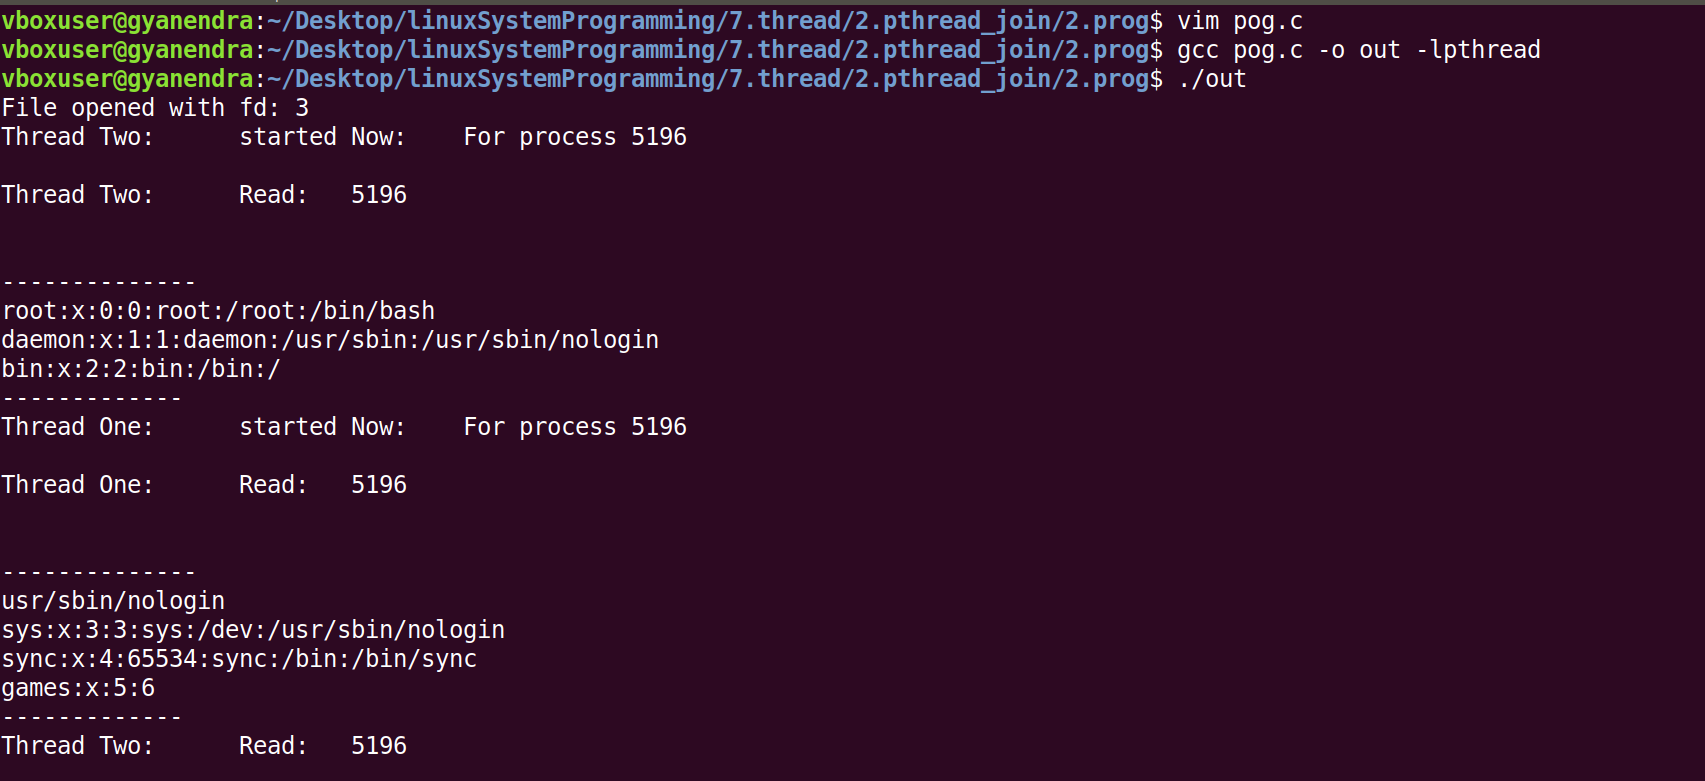 vboxuser@gyanendra:~/Desktop/linuxSystemProgramming/7.thread/2.pthread_join/2.prog$ vim pog.c
vboxuser@gyanendra:~/Desktop/linuxSystemProgramming/7.thread/2.pthread_join/2.prog$ gcc pog.c -o out -lpthread
vboxuser@gyanendra:~/Desktop/linuxSystemProgramming/7.thread/2.pthread_join/2.prog$ ./out
File opened with fd: 3
Thread Two:      started Now:    For process 5196
Thread Two:      Read:   5196
--------------
root:x:0:0:root:/root:/bin/bash
daemon:x:1:1:daemon:/usr/sbin:/usr/sbin/nologin
bin:x:2:2:bin:/bin:/
-------------
Thread One:      started Now:    For process 5196
Thread One:      Read:   5196
--------------
usr/sbin/nologin
sys:x:3:3:sys:/dev:/usr/sbin/nologin
sync:x:4:65534:sync:/bin:/bin/sync
games:x:5:6
-------------
Thread Two:      Read:   5196